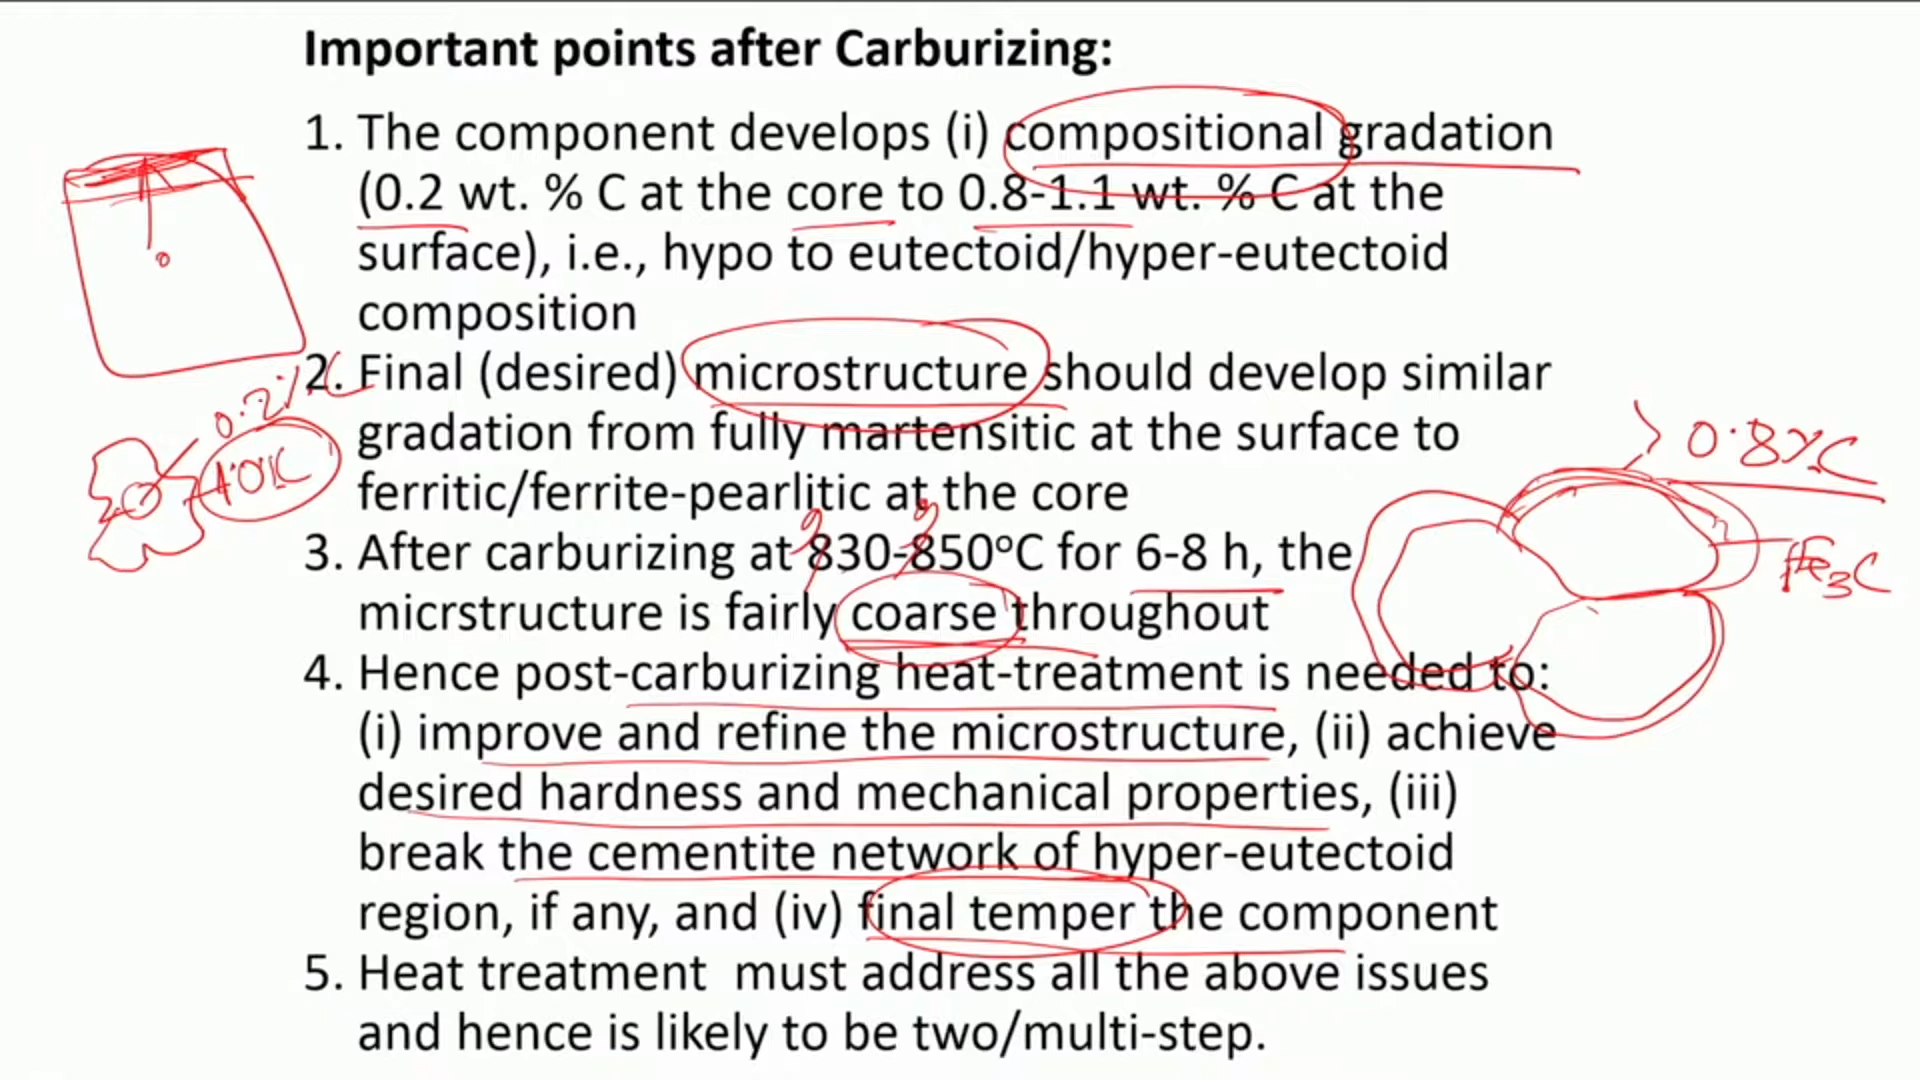 Important points after Carburizing:
1. The component develops (i) compositional gradation
(0.2 wt. % C at the core to 0.8-1.1 wt. % C at the
surface), i.e., hypo to eutectoid/hyper-eutectoid
composition
2. Final (desired) microstructure should develop similar
gradation from fully martensitic at the surface to
ferritic/ferrite-pearlitic at the core
3. After carburizing at 830-850°C for 6-8 h, the
micrstructure is fairly coarse throughout
4. Hence post-carburizing heat-treatment is needed to:
(i) improve and refine the microstructure, (ii) achieve
desired hardness and mechanical properties, (iii)
break the cementite network of hyper-eutectoid
region, if any, and (iv) final temper the component
5. Heat treatment must address all the above issues
and hence is likely to be two/multi-step.
0.2%C
9 9
> 0.8%C
Fe3C